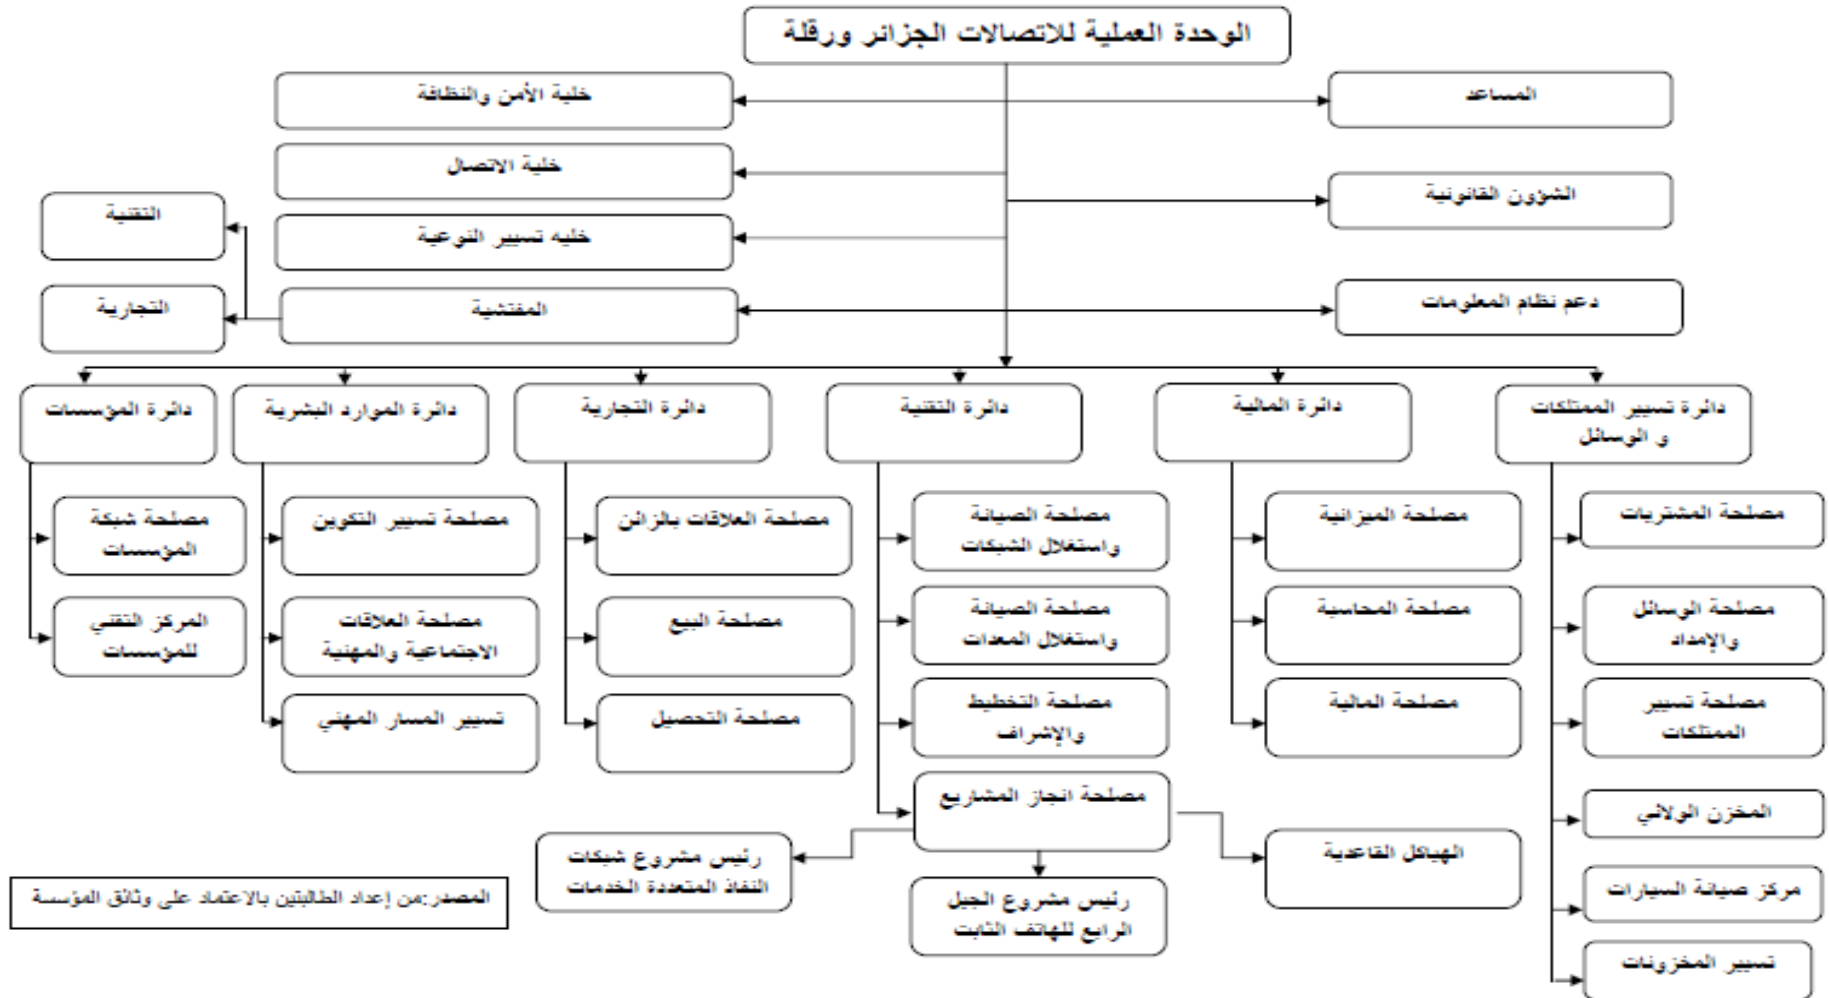 الوحدة العملية للاتصالات الجزائر ورقلة
المساعد
خلية الأمن والنظافة
خلية الاتصال
الشؤون القانونية
التقنية
خليه تسيير النوعية
دعم نظام المعلومات
المفتشية
التجارية
دائرة تسيير الممتلكات
و الوسائل
دائرة المالية
دائرة التقنية
دائرة التجارية
دائرة الموارد البشرية
دائرة المؤسسات
مصلحة المشتريات
مصلحة الوسائل
والإمداد
مصلحة تسيير
الممتلكات
المخزن الولائي
مركز صيانة السيارات
تسيير المخزونات
مصلحة الميزانية
مصلحة المحاسبة
مصلحة المالية
مصلحة الصيانة
واستغلال الشبكات
مصلحة الصيانة
واستغلال المعدات
مصلحة التخطيط
والإشراف
مصلحة انجاز المشاريع
الهياكل القاعدية
رئيس مشروع الجيل
الرابع للهاتف الثابت
رئيس مشروع شبكات
النفاذ المتعددة الخدمات
مصلحة العلاقات بالزائن
مصلحة البيع
مصلحة التحصيل
مصلحة تسيير التكوين
مصلحة العلاقات
الاجتماعية والمهنية
تسيير المسار المهني
مصلحة شبكة
المؤسسات
المركز التقني
للمؤسسات
المصدر:من إعداد الطالبتين بالاعتماد على وثائق المؤسسة